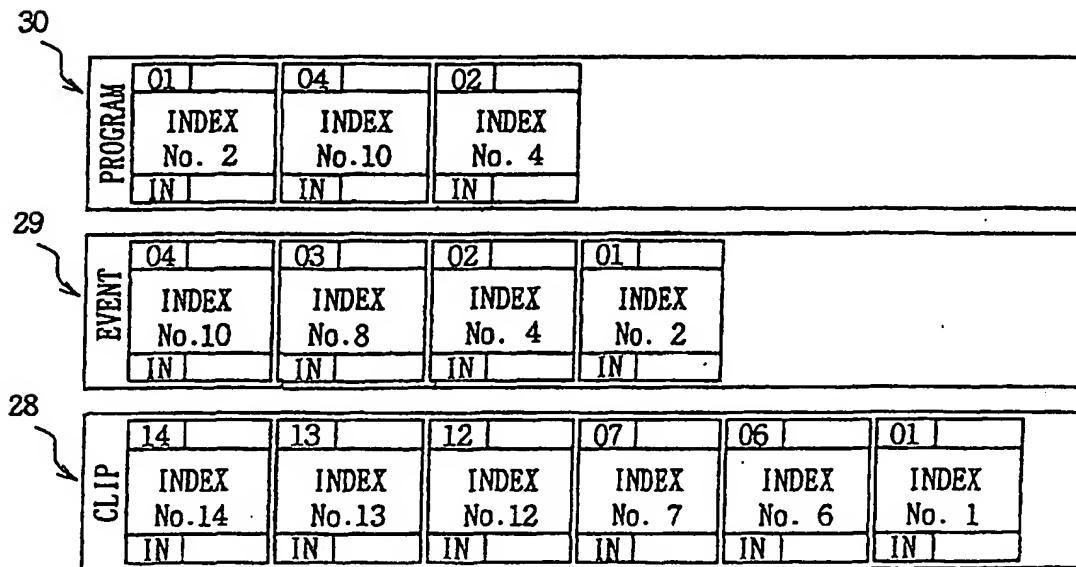 30
PROGRAM
01 04 02
INDEX INDEX INDEX
No. 2 No.10 No. 4
IN IN IN
29
EVENT
04 03 02 01
INDEX INDEX INDEX INDEX
No.10 No.8 No. 4 No. 2
IN IN IN IN
28
CLIP
14 13 12 07 06 01
INDEX INDEX INDEX INDEX INDEX INDEX
No.14 No.13 No.12 No. 7 No. 6 No. 1
IN IN IN IN IN IN